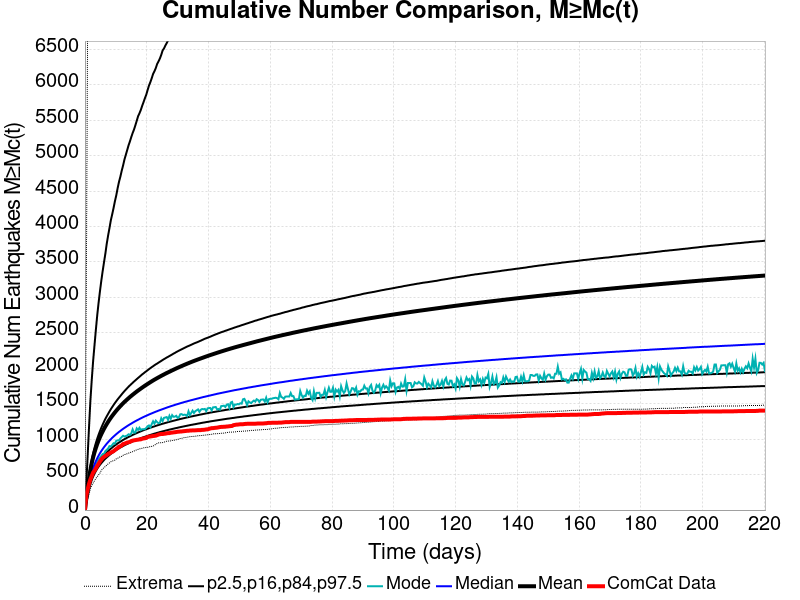 Cumulative Number Comparison, M≥Mc(t)
Cumulative Num Earthquakes M≥Mc(t)
6500
6000
5500
5000
4500
4000
3500
3000
2500
2000
1500
1000
500
0
0 20 40 60 80 100 120 140 160 180 200 220
Time (days)
Extrema p2.5,p16,p84,p97.5 Mode Median Mean ComCat Data